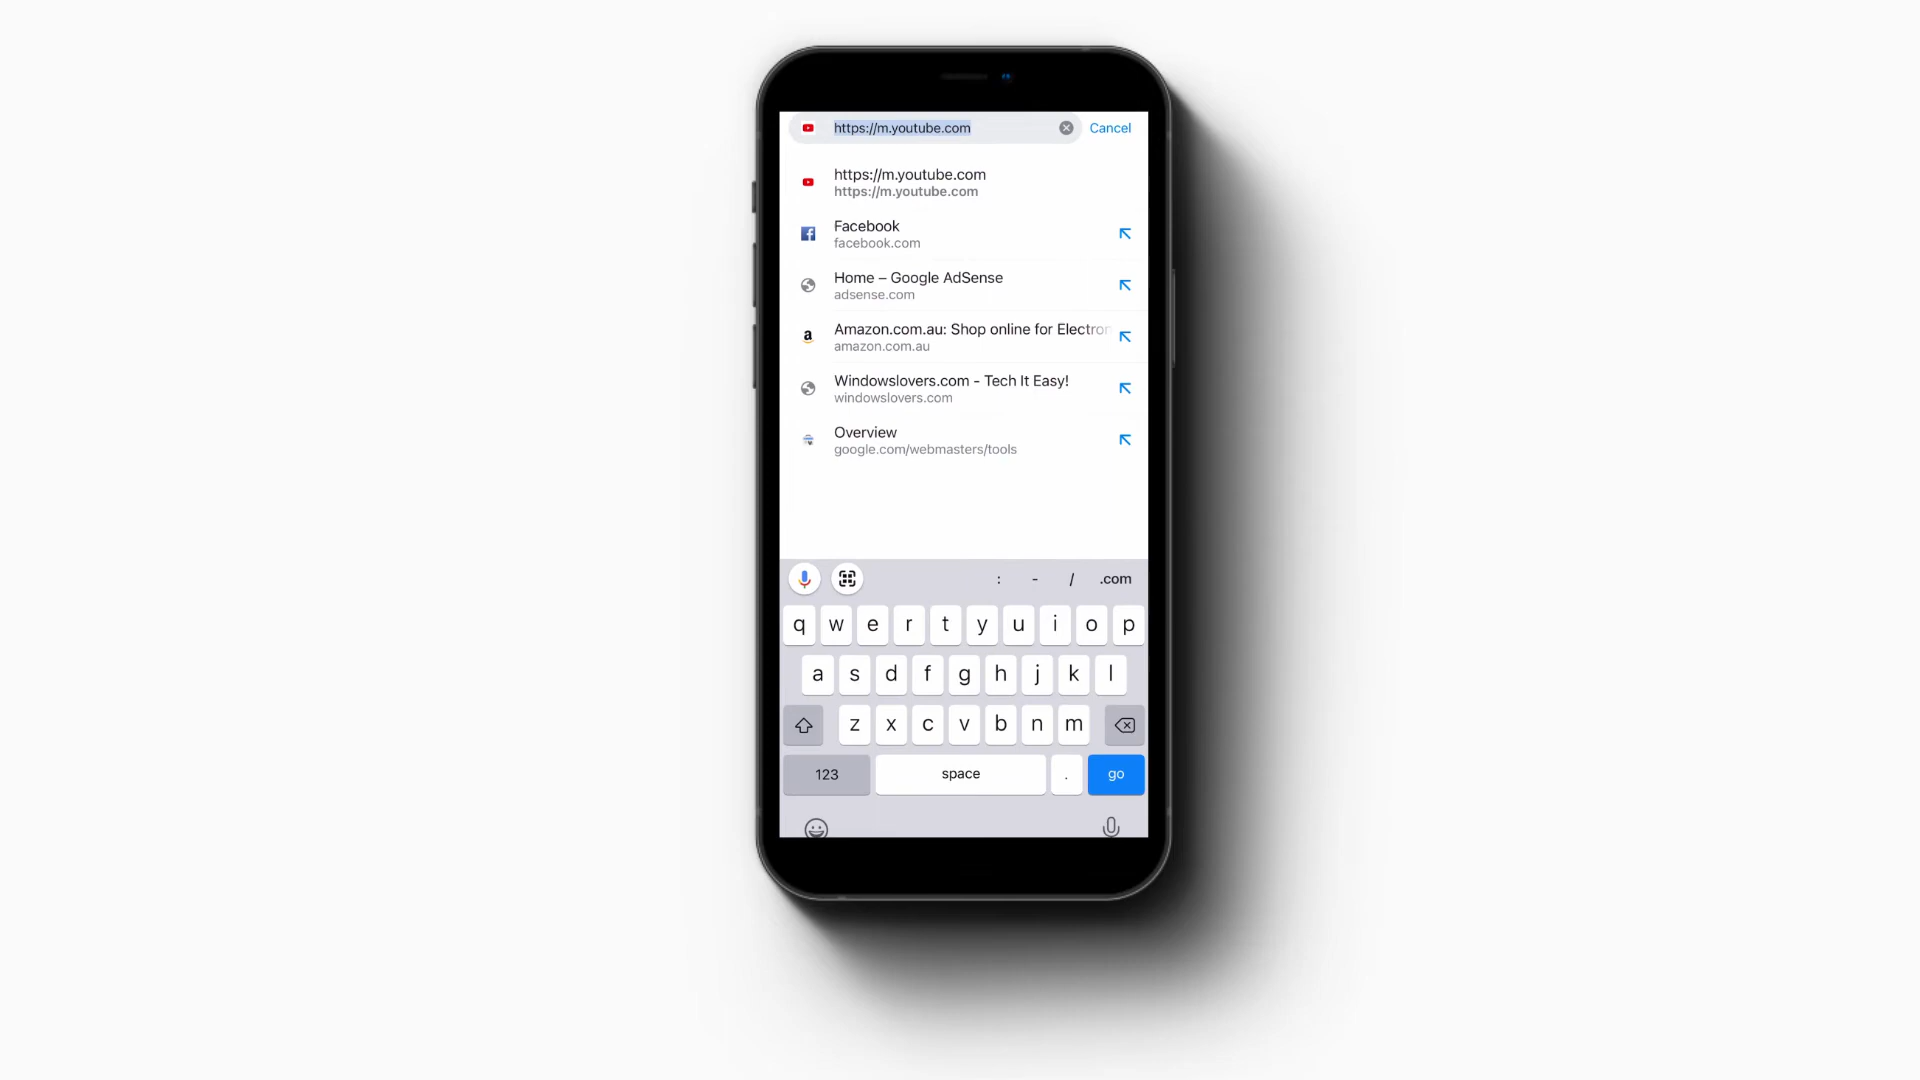 https://m.youtube.com
Cancel
https://m.youtube.com
https://m.youtube.com
Facebook
facebook.com
Home – Google AdSense
adsense.com
a
Amazon.com.au: Shop online for Electron
amazon.com.au
Windowslovers.com - Tech It Easy!
windowslovers.com
Overview
google.com/webmasters/tools
: - / .com
q w e r t y u i o p
a s d f g h j k l
z x c v b n m
123 space . go